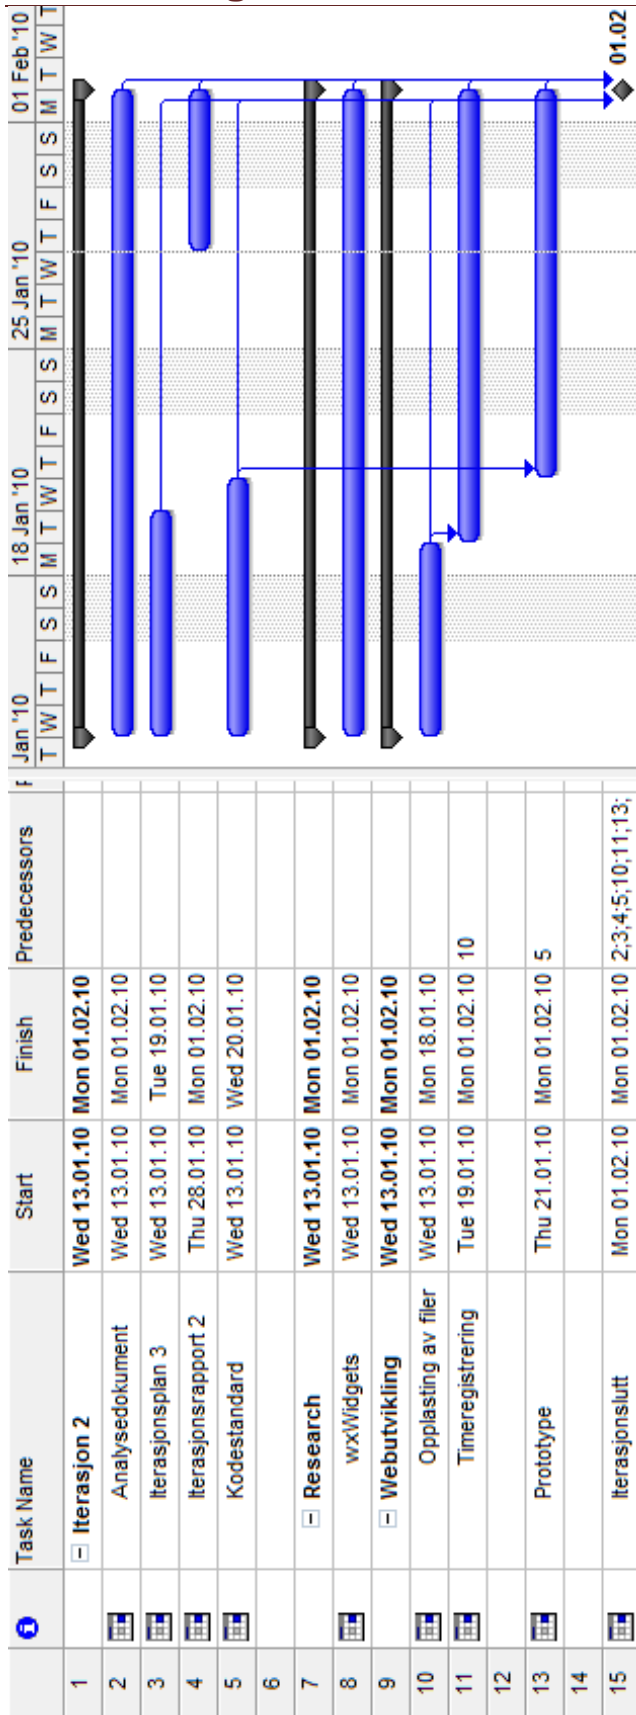 Task Name Start Finish Predecessors
1 Iterasjon 2 Wed 13.01.10 Mon 01.02.10
2 Analysedokument Wed 13.01.10 Mon 01.02.10
3 Iterasjonsplan 3 Wed 13.01.10 Tue 19.01.10
4 Iterasjonsrapport 2 Thu 28.01.10 Mon 01.02.10
5 Kodestandard Wed 13.01.10 Wed 20.01.10
6
7 Research Wed 13.01.10 Mon 01.02.10
8 wxWidgets Wed 13.01.10 Mon 01.02.10
9 Webutvikling Wed 13.01.10 Mon 01.02.10
10 Opplasting av filer Wed 13.01.10 Mon 18.01.10
11 Timeregistrering Tue 19.01.10 Mon 01.02.10 10
12
13 Prototype Thu 21.01.10 Mon 01.02.10 5
14
15 Iterasjonslutt Mon 01.02.10 Mon 01.02.10 2;3;4;5;10;11;13;
Jan '10 18 Jan '10 25 Jan '10 01 Feb '10
T W T F S S M T W T F S S M T W T F S S M T W T
01.02